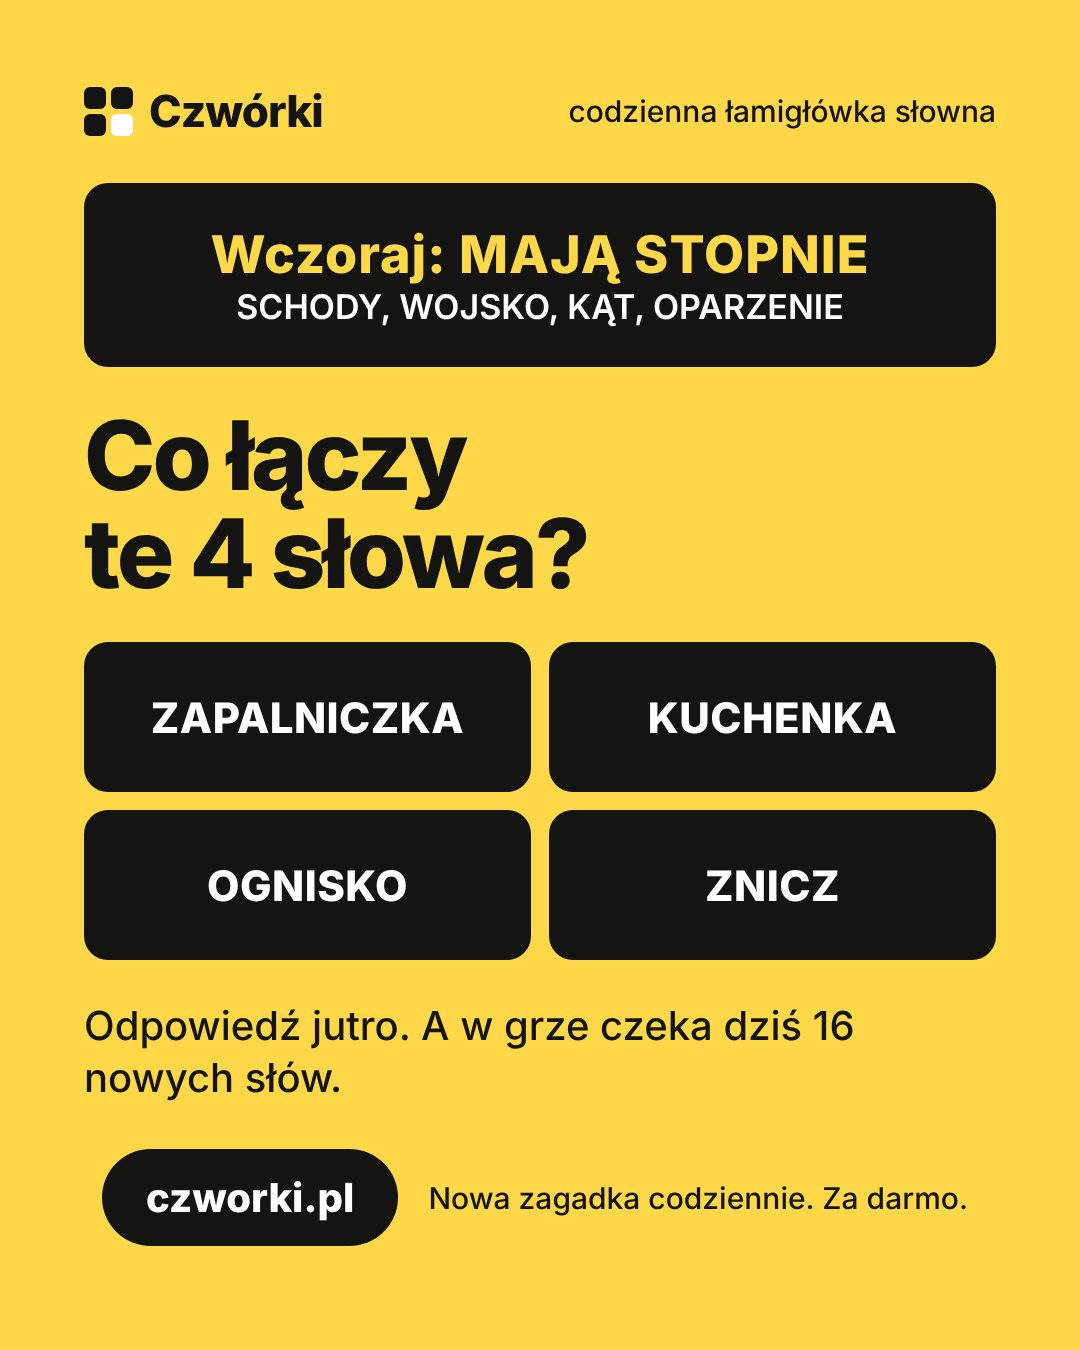 Czwórki
codzienna łamigłówka słowna
Wczoraj: MAJĄ STOPNIE
SCHODY, WOJSKO, KĄT, OPARZENIE
Co łączy
te 4 słowa?
ZAPALNICZKA
KUCHENKA
OGNISKO
ZNICZ
Odpowiedź jutro. A w grze czeka dziś 16
nowych słów.
czworki.pl
Nowa zagadka codziennie. Za darmo.